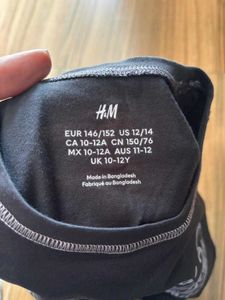 H&M
EUR 146/152 US 12/14
CA 10-12A CN 150/76
MX 10-12A AUS 11-12
UK 10-12Y
Made in Bangladesh
Fabriqué au Bangladesh